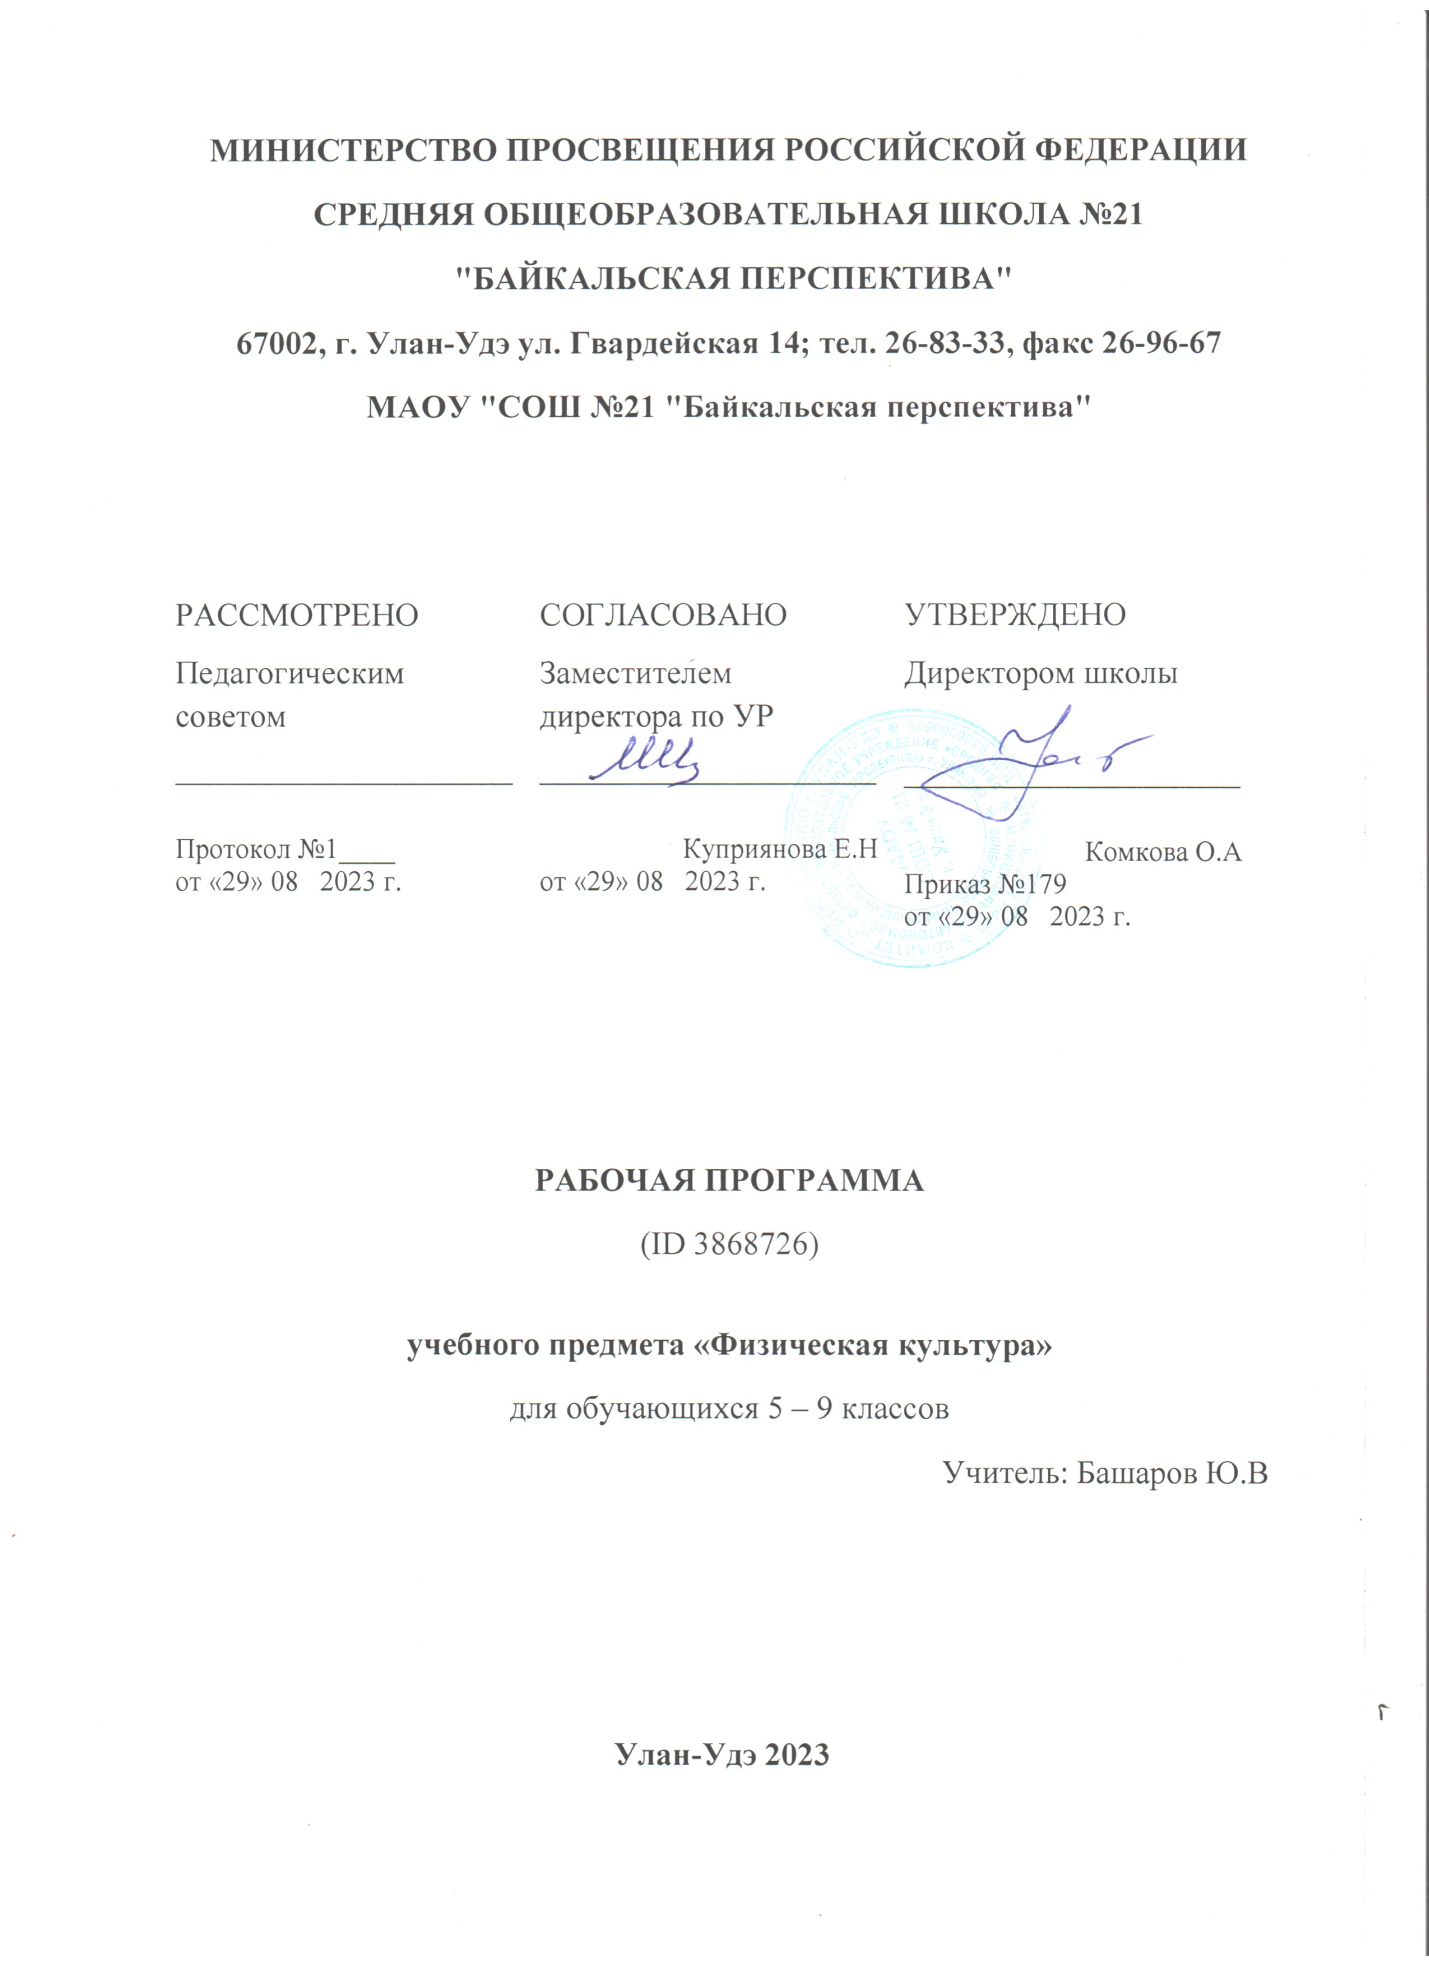 МИНИСТЕРСТВО ПРОСВЕЩЕНИЯ РОССИЙСКОЙ ФЕДЕРАЦИИ
СРЕДНЯЯ ОБЩЕОБРАЗОВАТЕЛЬНАЯ ШКОЛА №21
"БАЙКАЛЬСКАЯ ПЕРСПЕКТИВА"
67002, г. Улан-Удэ ул. Гвардейская 14; тел. 26-83-33, факс 26-96-67
МАОУ "СОШ №21 "Байкальская перспектива"
РАССМОТРЕНО
Педагогическим
советом
Протокол №1____
от «29» 08 2023 г.
СОГЛАСОВАНО
Заместителем
директора по УР
Куприянова Е.Н
от «29» 08 2023 г.
УТВЕРЖДЕНО
Директором школы
Комкова О.А
Приказ №179
от «29» 08 2023 г.
РАБОЧАЯ ПРОГРАММА
(ID 3868726)
учебного предмета «Физическая культура»
для обучающихся 5 – 9 классов
Учитель: Башаров Ю.В
Улан-Удэ 2023